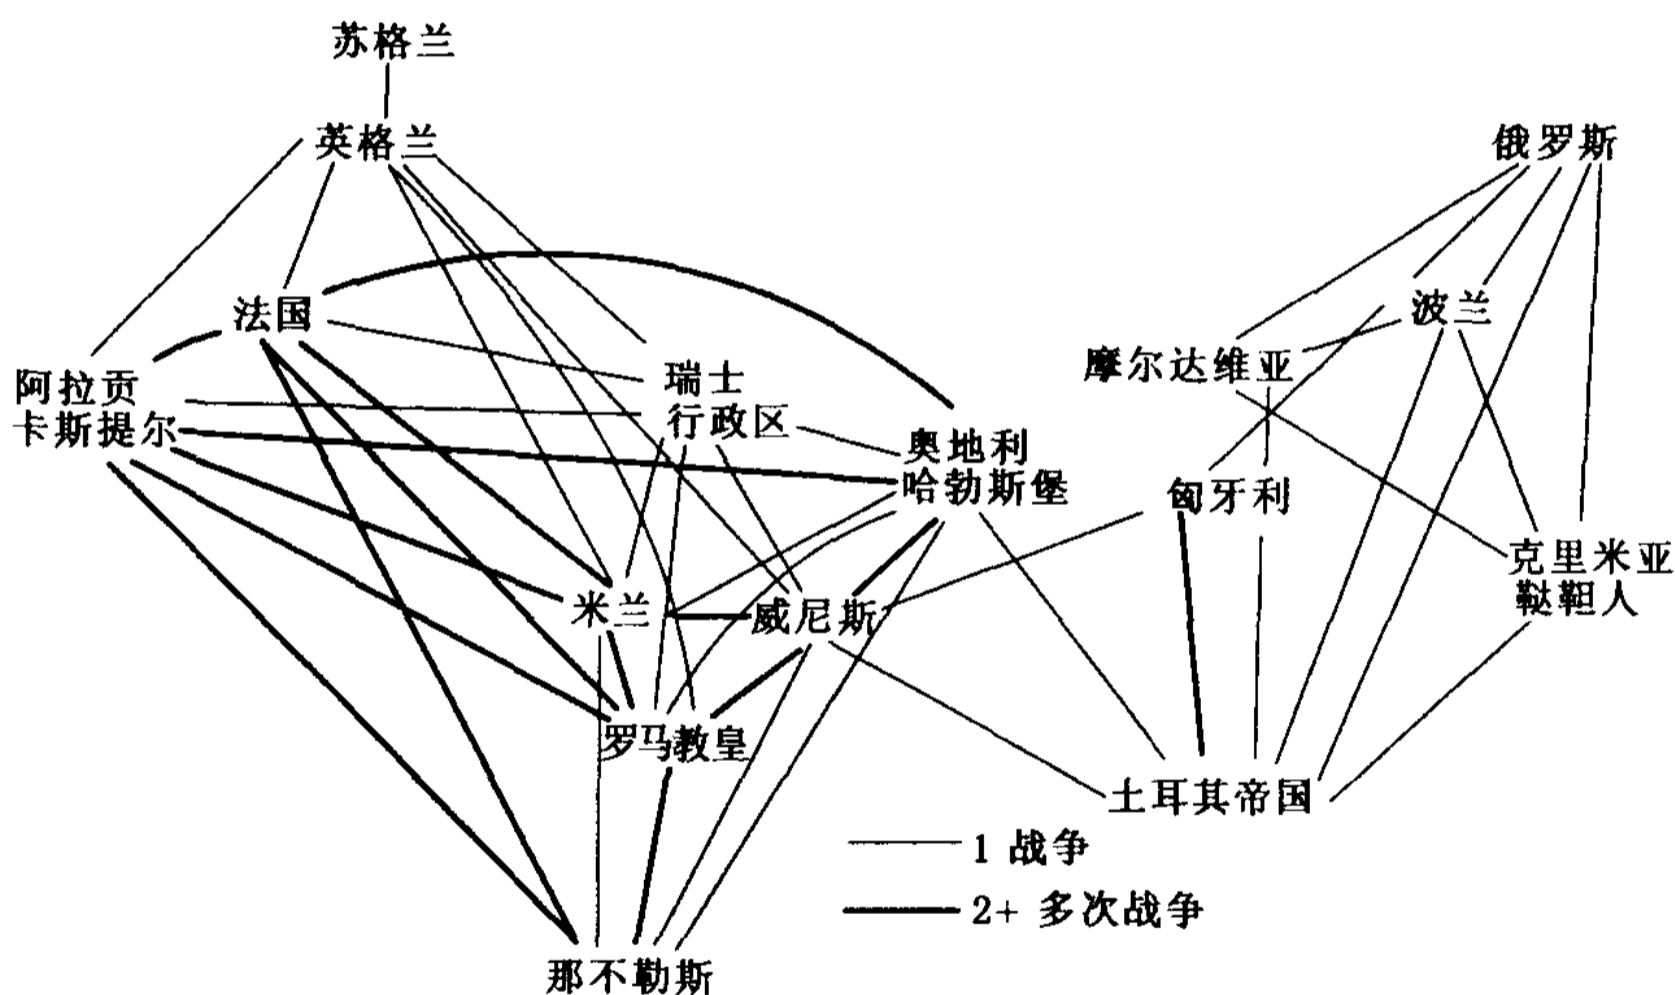 苏格兰
英格兰
俄罗斯
法国
波兰
摩尔达维亚
阿拉贡
卡斯提尔
瑞士
行政区
奥地利
哈勃斯堡
匈牙利
克里米亚
鞑靼人
米兰
威尼斯
罗马教皇
土耳其帝国
1 战争
2+ 多次战争
那不勒斯